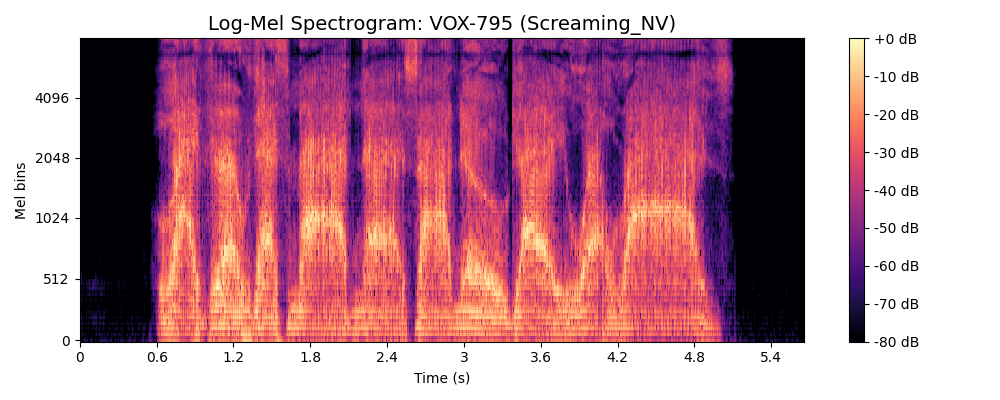 Log-Mel Spectrogram: VOX-795 (Screaming_NV)
Mel bins
4096
2048
1024
512
0
0 0.6 1.2 1.8 2.4 3 3.6 4.2 4.8 5.4
Time (s)
+0 dB
-10 dB
-20 dB
-30 dB
-40 dB
-50 dB
-60 dB
-70 dB
-80 dB